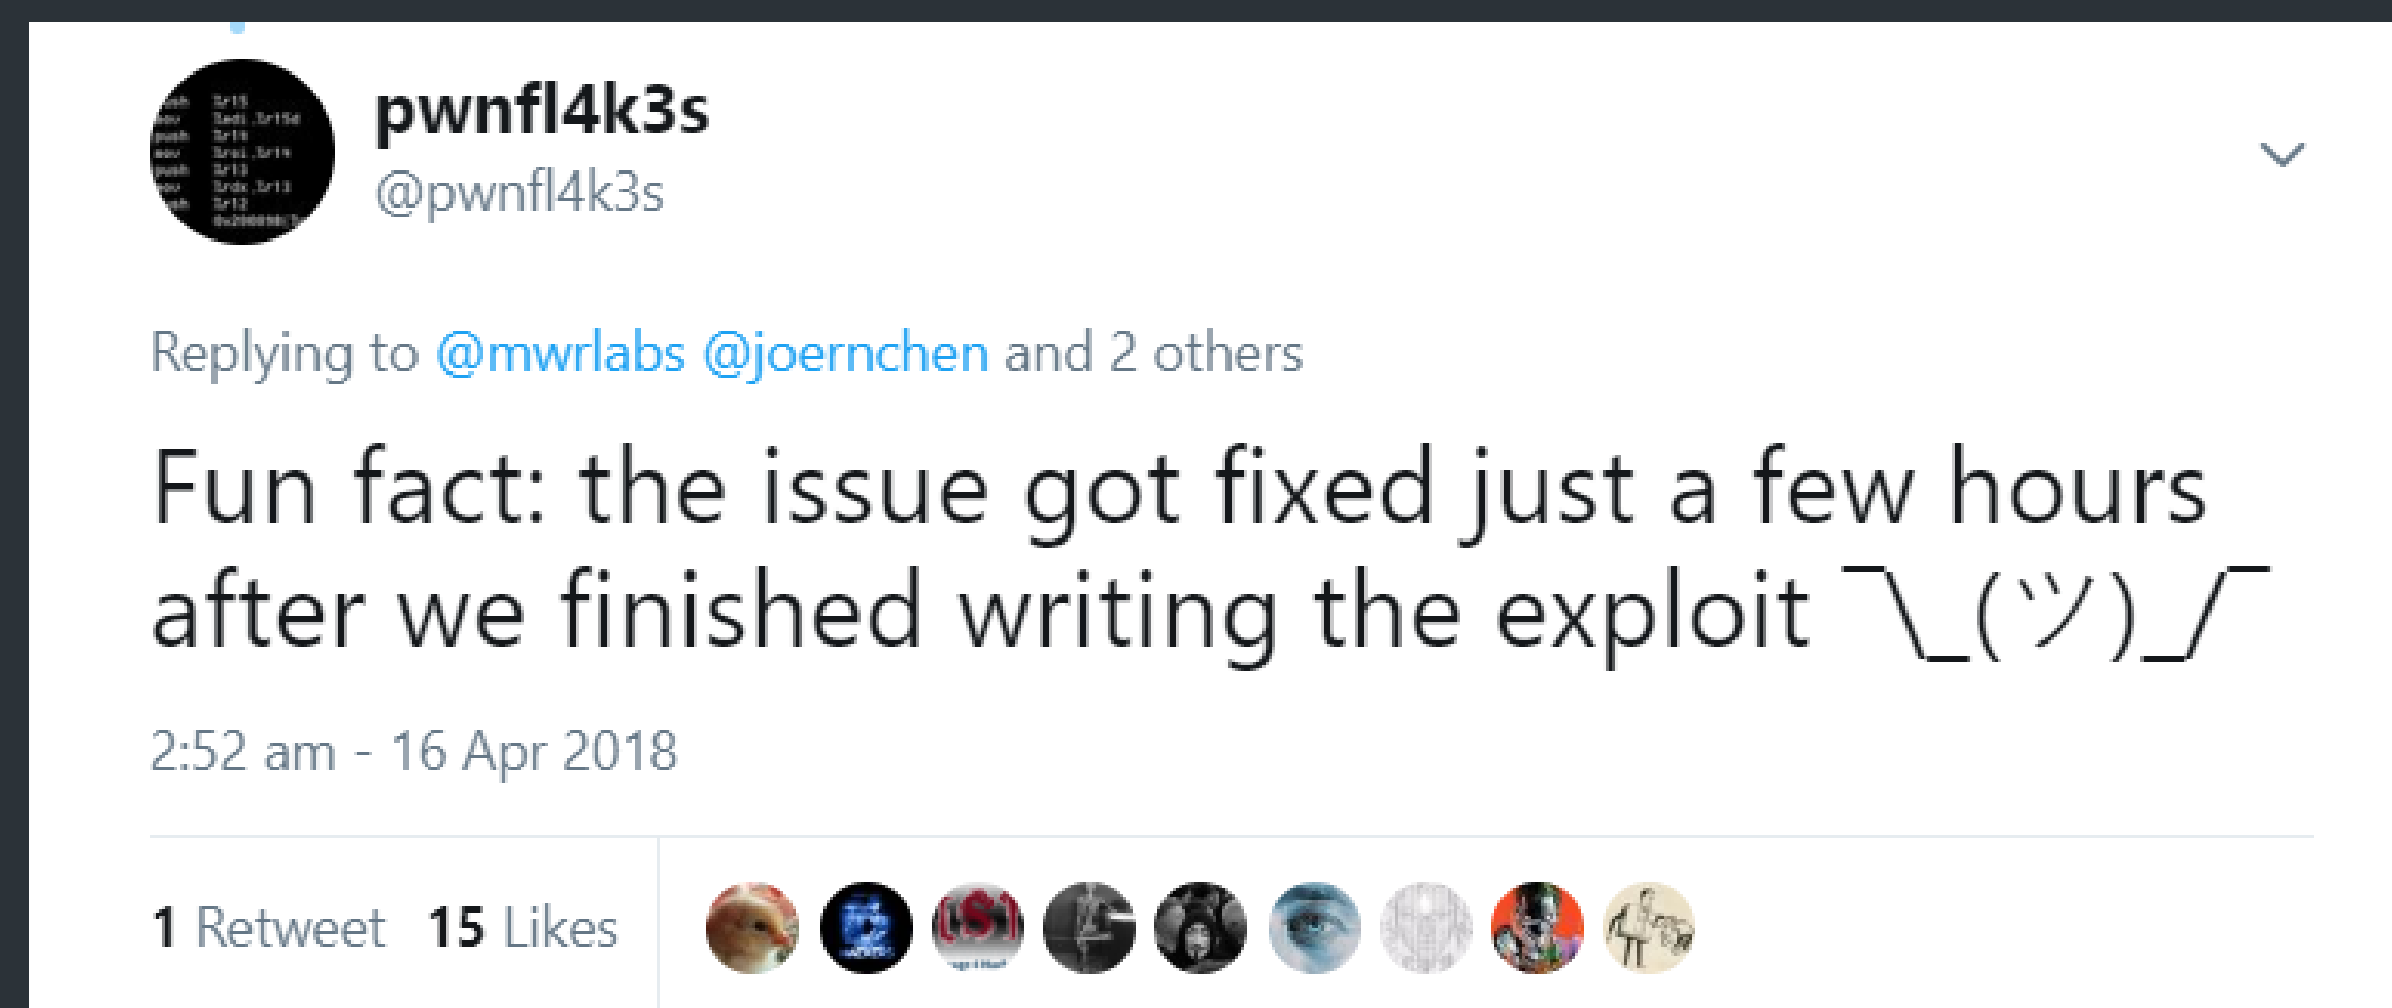 pwnfl4k3s
@pwnfl4k3s
Replying to @mwrlabs @joernchen and 2 others
Fun fact: the issue got fixed just a few hours
after we finished writing the exploit ¯\_(ツ)_/¯
2:52 am - 16 Apr 2018
1 Retweet 15 Likes